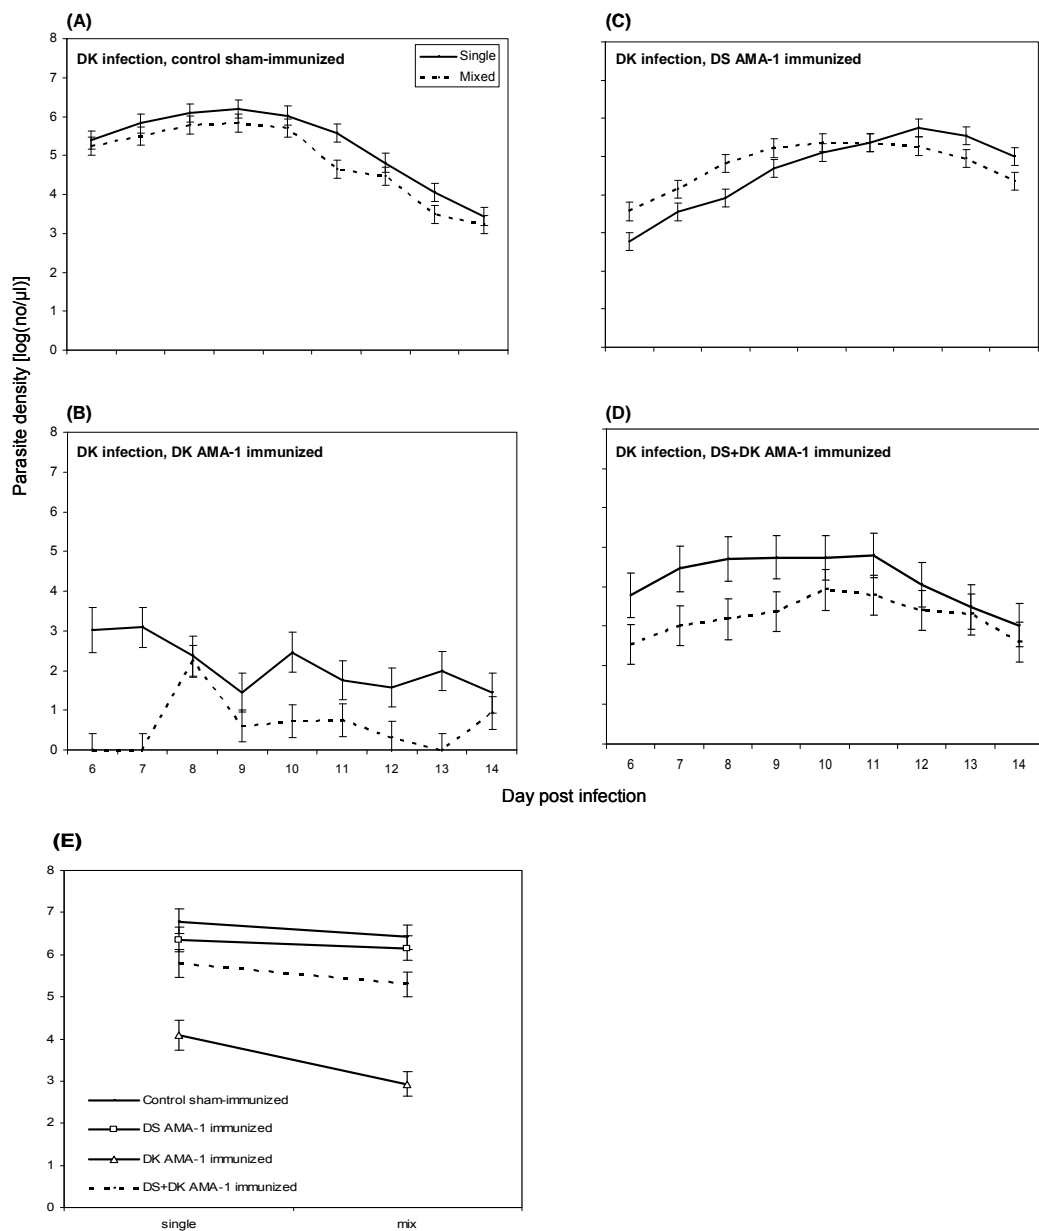 (A)
8
7
6
5
4
3
2
1
0
DK infection, control sham-immunized
Single
Mixed
(C)
DK infection, DS AMA-1 immunized
Parasite density [log(no/µl)]
(B)
8
7
6
5
4
3
2
1
0
DK infection, DK AMA-1 immunized
6 7 8 9 10 11 12 13 14
(D)
DK infection, DS+DK AMA-1 immunized
6 7 8 9 10 11 12 13 14
Day post infection
(E)
8
7
6
5
4
3
2
1
0
Control sham-immunized
DS AMA-1 immunized
DK AMA-1 immunized
DS+DK AMA-1 immunized
single mix